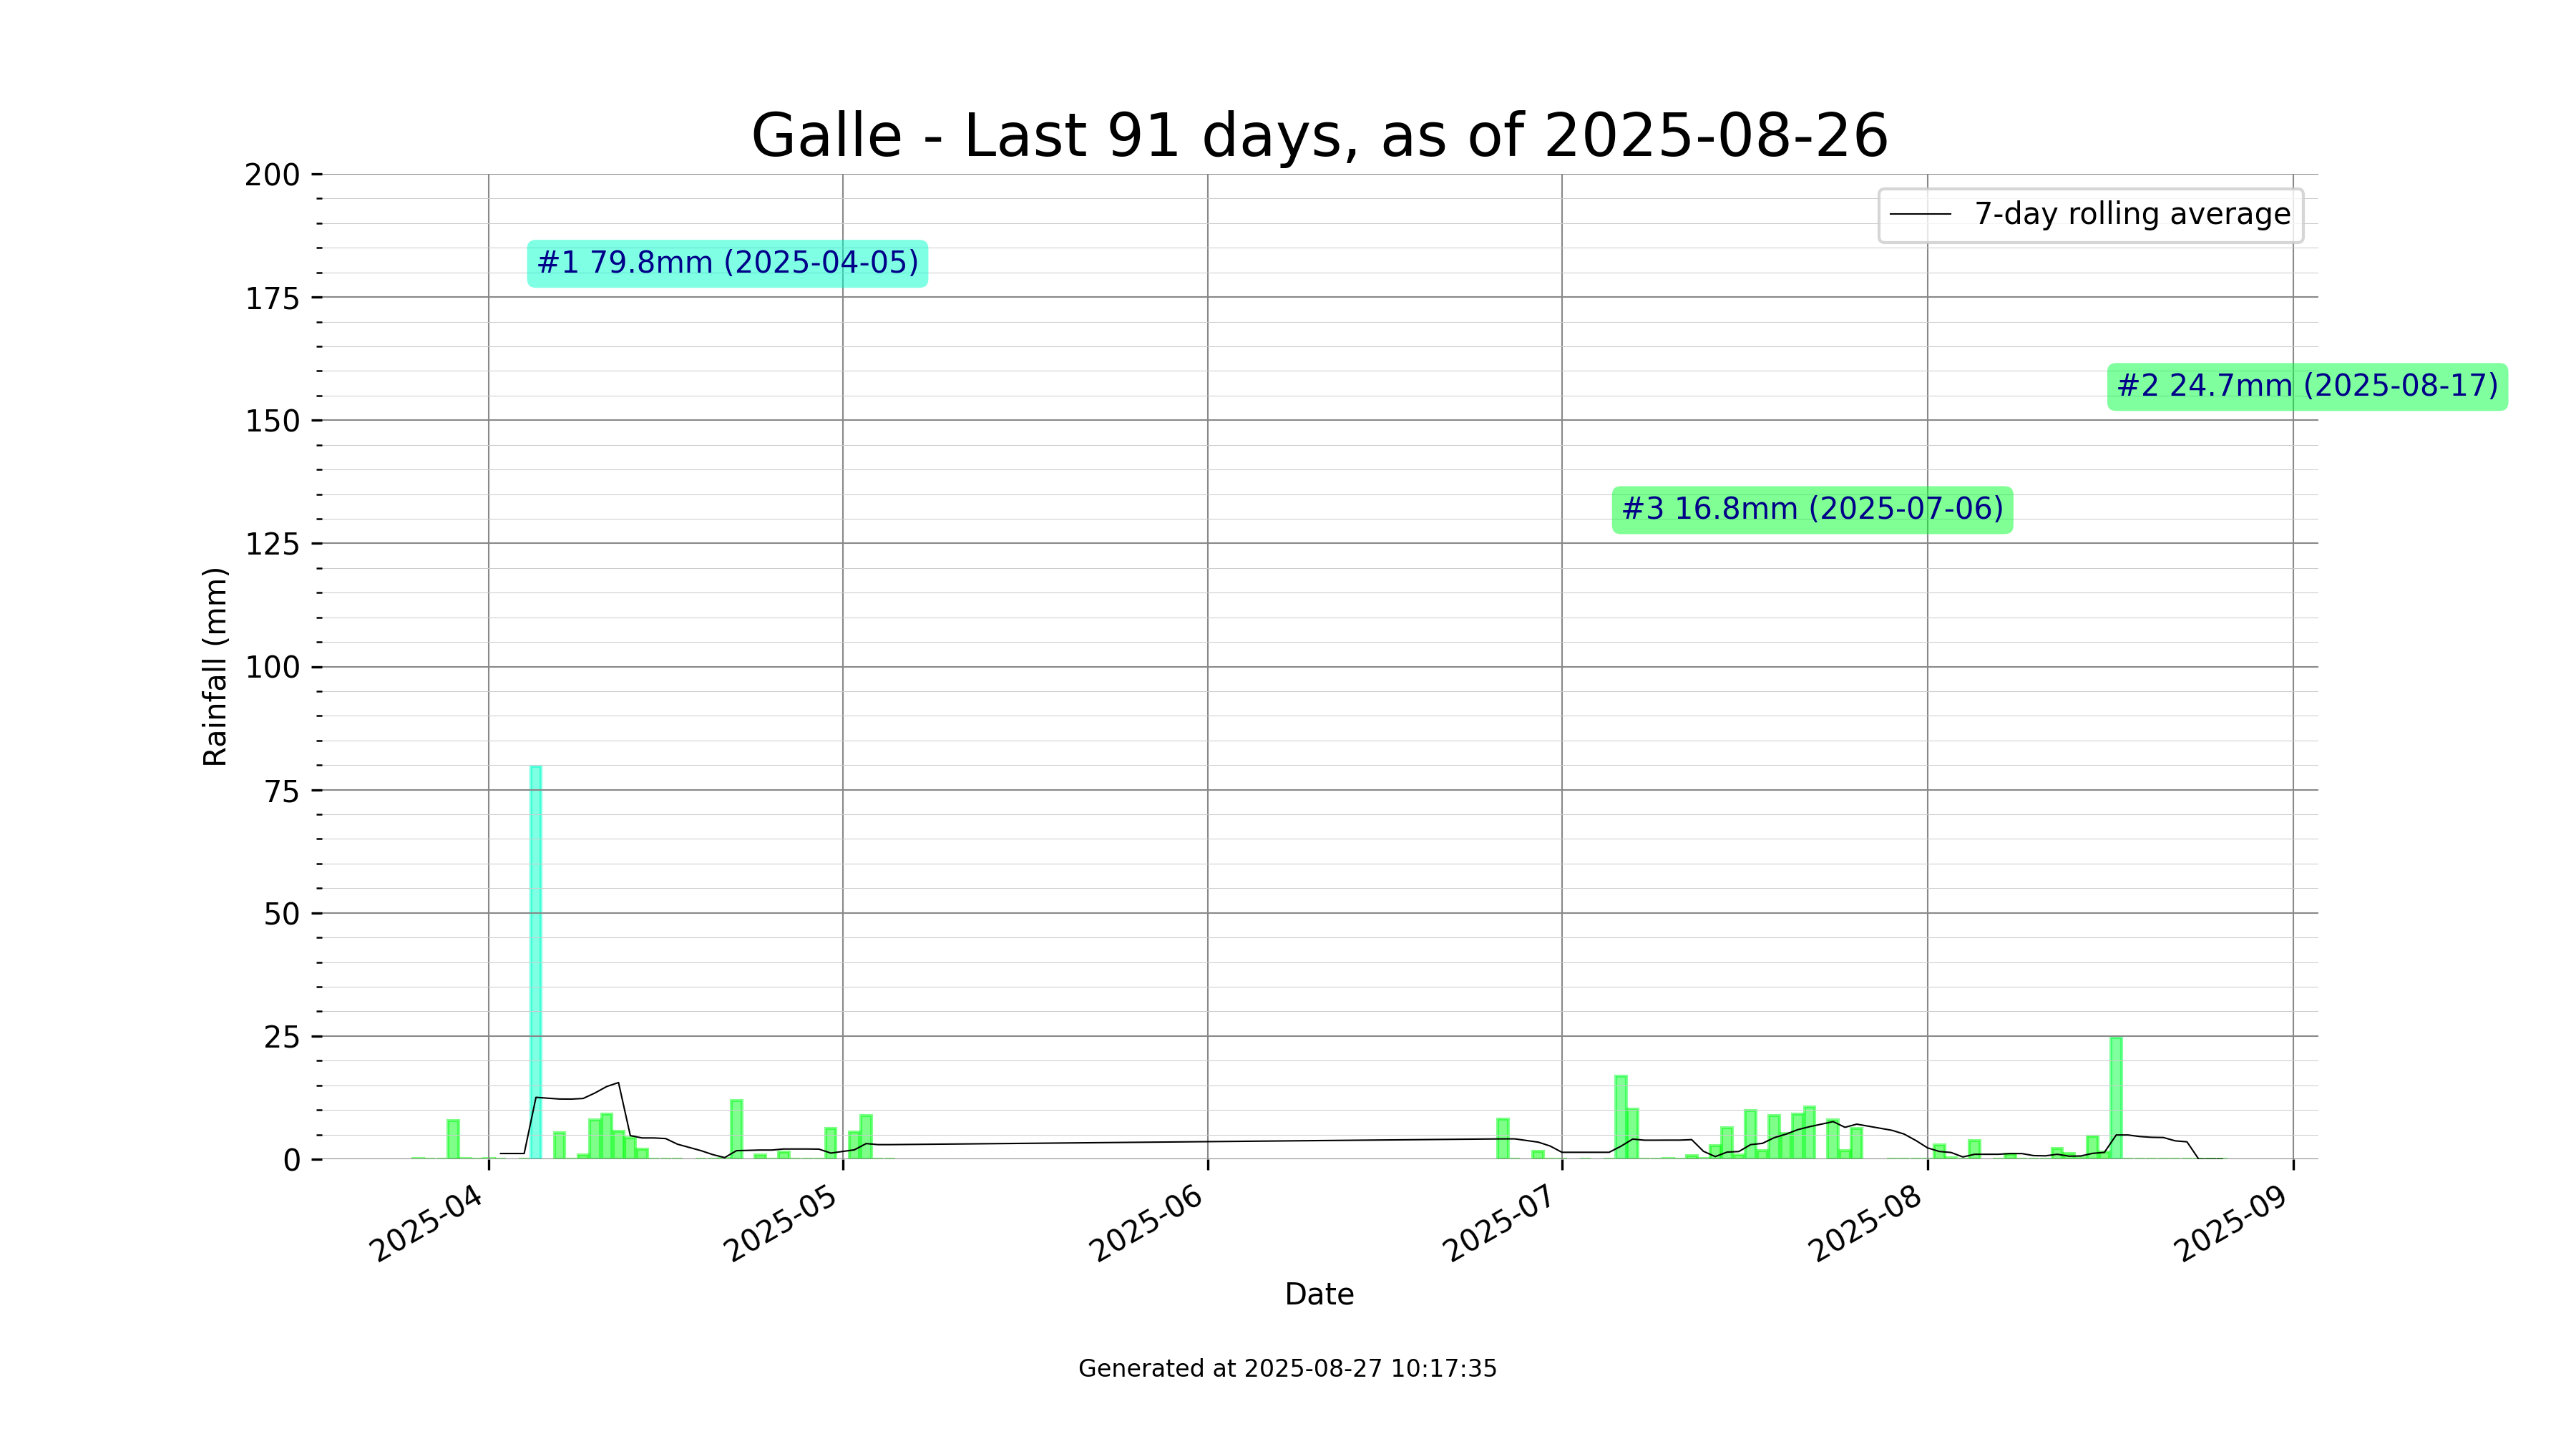 Galle - Last 91 days, as of 2025-08-26
7-day rolling average
#1 79.8mm (2025-04-05)
#2 24.7mm (2025-08-17)
#3 16.8mm (2025-07-06)
Rainfall (mm)
200
175
150
125
100
75
50
25
0
2025-04
2025-05
2025-06
2025-07
2025-08
2025-09
Date
Generated at 2025-08-27 10:17:35